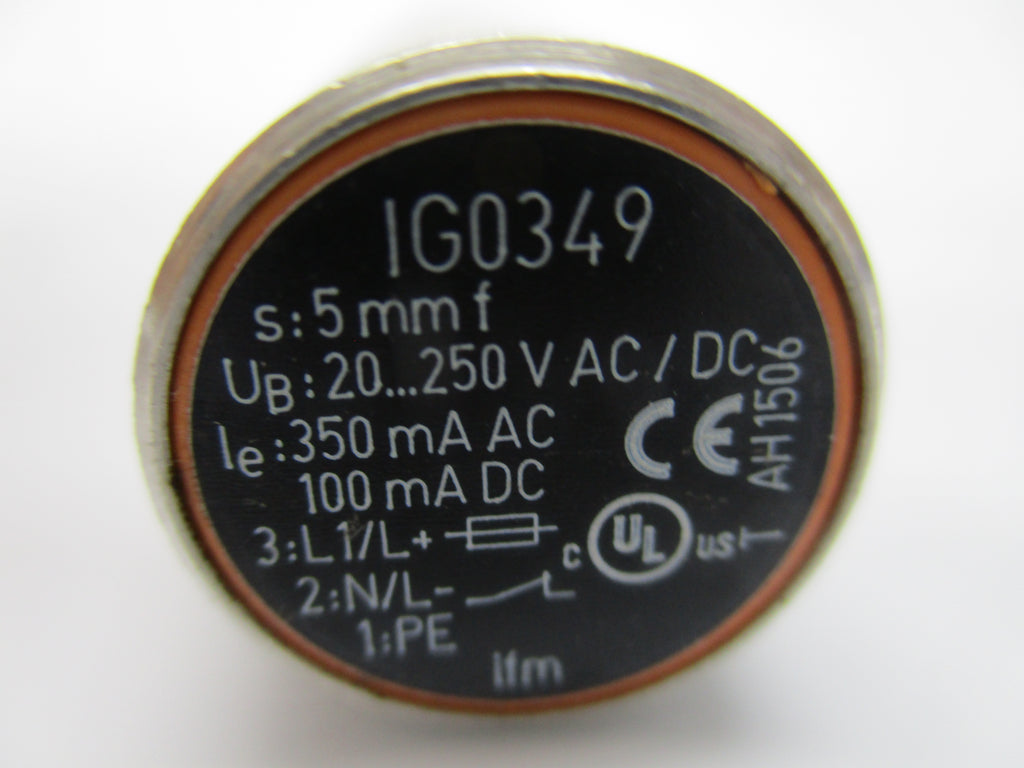 IG0349
s: 5 mm f
UB: 20...250 V AC / DC
Ie: 350 mA AC
100 mA DC
CE
AH1506
3: L1/L+
c UL us
2: N/L-
1: PE
ifm